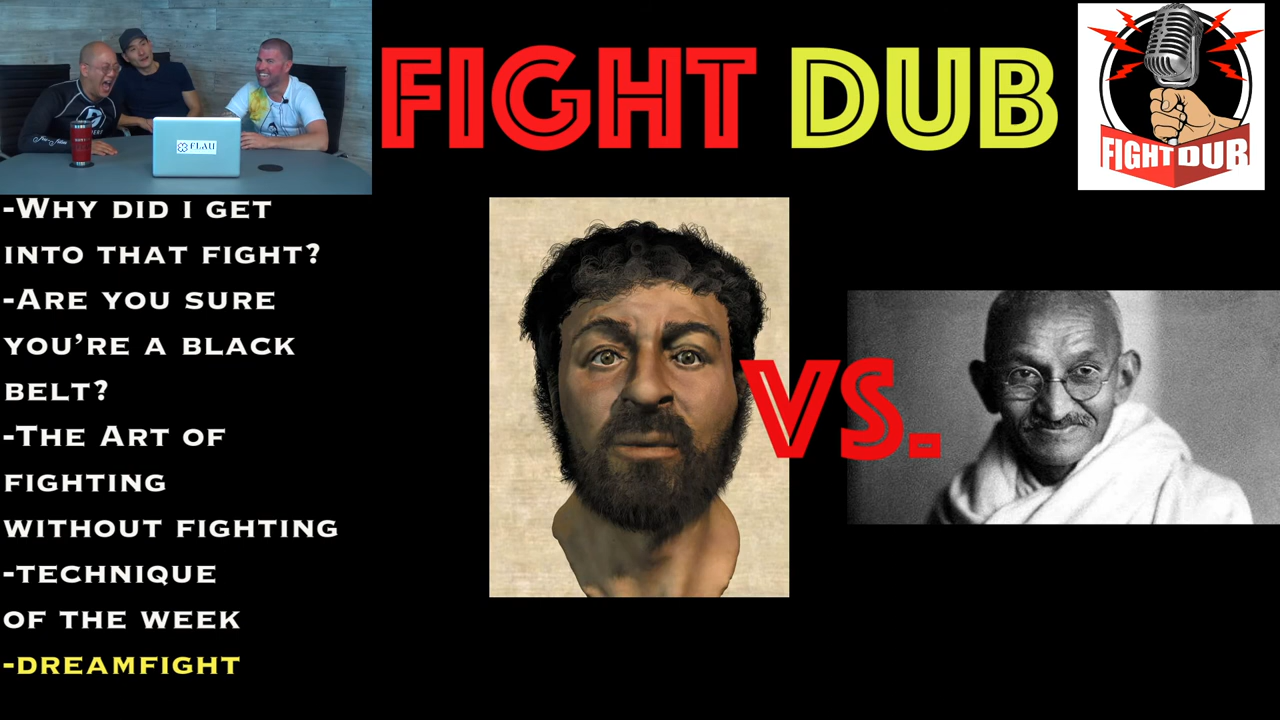 FIGHT DUB
FIGHT DUB
FLAU
-WHY DID I GET
INTO THAT FIGHT?
-ARE YOU SURE
YOU’RE A BLACK
BELT?
-THE ART OF
FIGHTING
WITHOUT FIGHTING
-TECHNIQUE
OF THE WEEK
-DREAMFIGHT
VS.